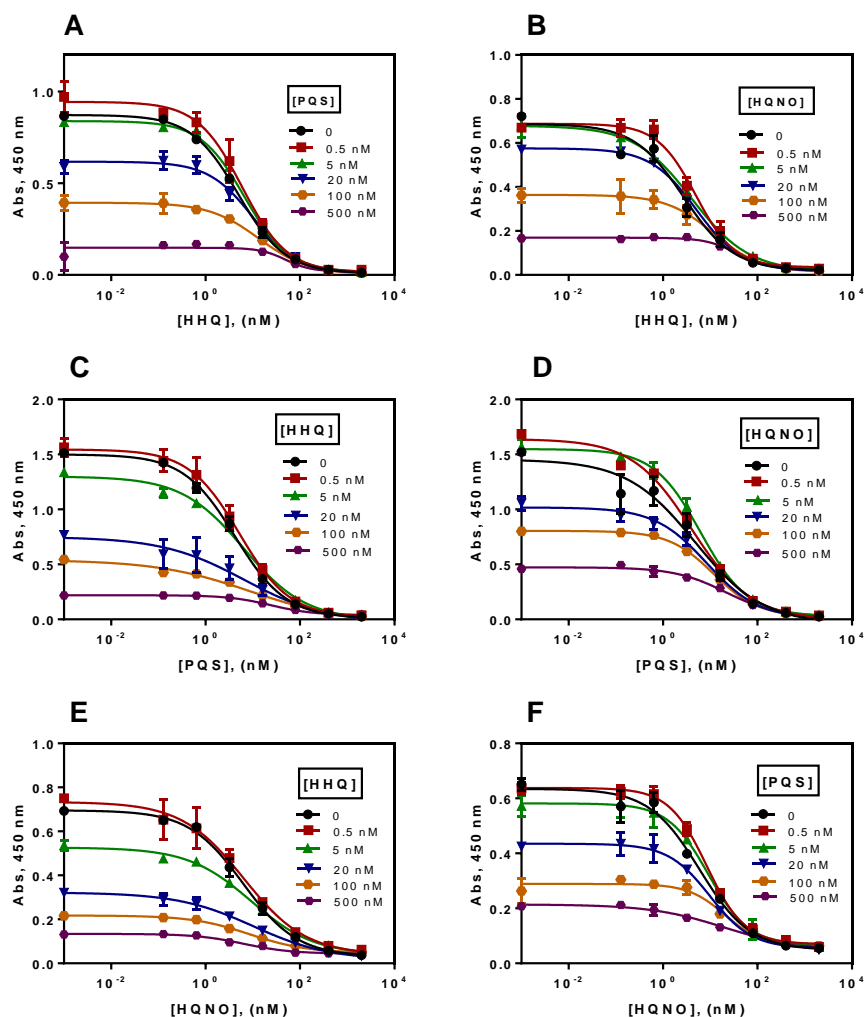 A
Abs, 450 nm
1.0
0.5
0.0
10-2
100
102
104
[HHQ], (nM)
[PQS]
0
0.5 nM
5 nM
20 nM
100 nM
500 nM
B
Abs, 450 nm
1.0
0.8
0.6
0.4
0.2
0.0
10-2
100
102
104
[HHQ], (nM)
[HQNO]
0
0.5 nM
5 nM
20 nM
100 nM
500 nM
C
Abs, 450 nm
2.0
1.5
1.0
0.5
0.0
10-2
100
102
104
[PQS], (nM)
[HHQ]
0
0.5 nM
5 nM
20 nM
100 nM
500 nM
D
Abs, 450 nm
2.0
1.5
1.0
0.5
0.0
10-2
100
102
104
[PQS], (nM)
[HQNO]
0
0.5 nM
5 nM
20 nM
100 nM
500 nM
E
Abs, 450 nm
1.0
0.8
0.6
0.4
0.2
0.0
10-2
100
102
104
[HQNO], (nM)
[HHQ]
0
0.5 nM
5 nM
20 nM
100 nM
500 nM
F
Abs, 450 nm
0.8
0.6
0.4
0.2
0.0
10-2
100
102
104
[HQNO], (nM)
[PQS]
0
0.5 nM
5 nM
20 nM
100 nM
500 nM